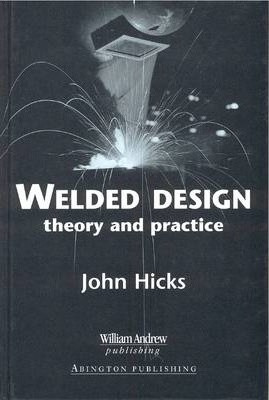 WELDED DESIGN
theory and practice
John Hicks
William Andrew
publishing
ABINGTON PUBLISHING